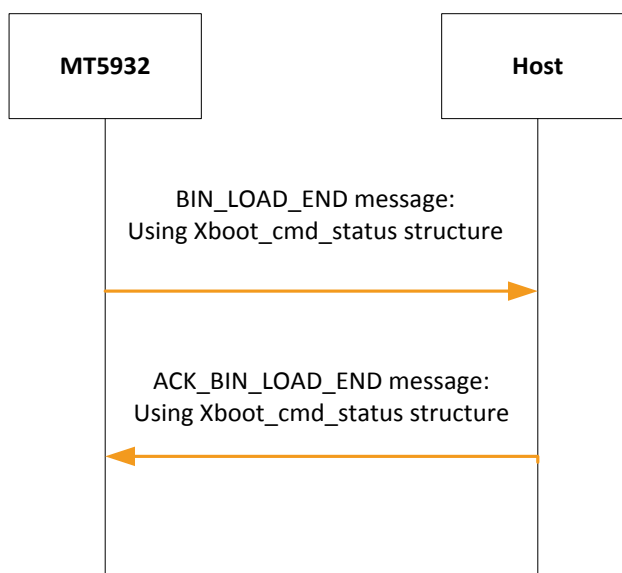 MT5932
Host
BIN_LOAD_END message:
Using Xboot_cmd_status structure
ACK_BIN_LOAD_END message:
Using Xboot_cmd_status structure